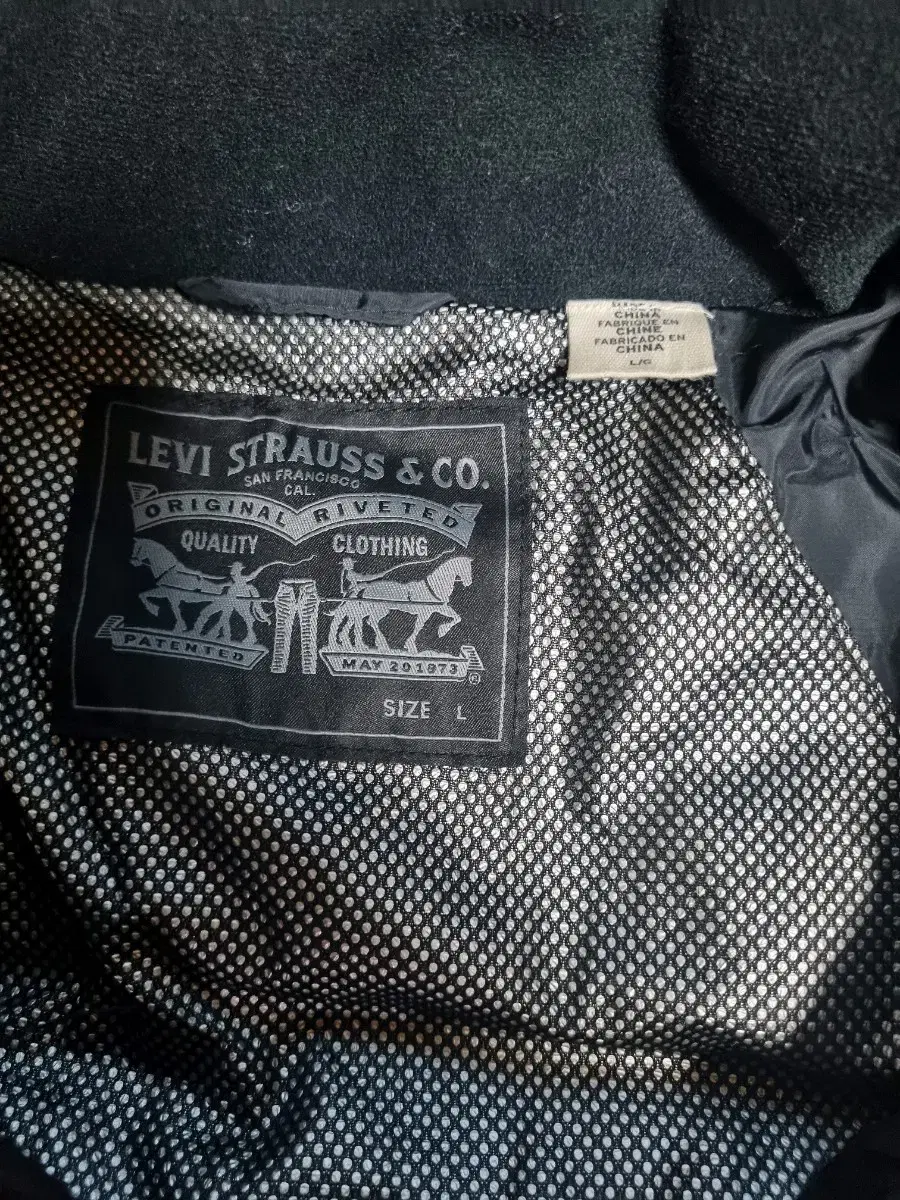 CHINA
FABRIQUE EN
CHINE
FABRICADO EN
CHINA
L/G
LEVI STRAUSS & CO.
SAN FRANCISCO
CAL.
ORIGINAL RIVETED
QUALITY CLOTHING
PATENTED MAY 20 1873
®
SIZE L